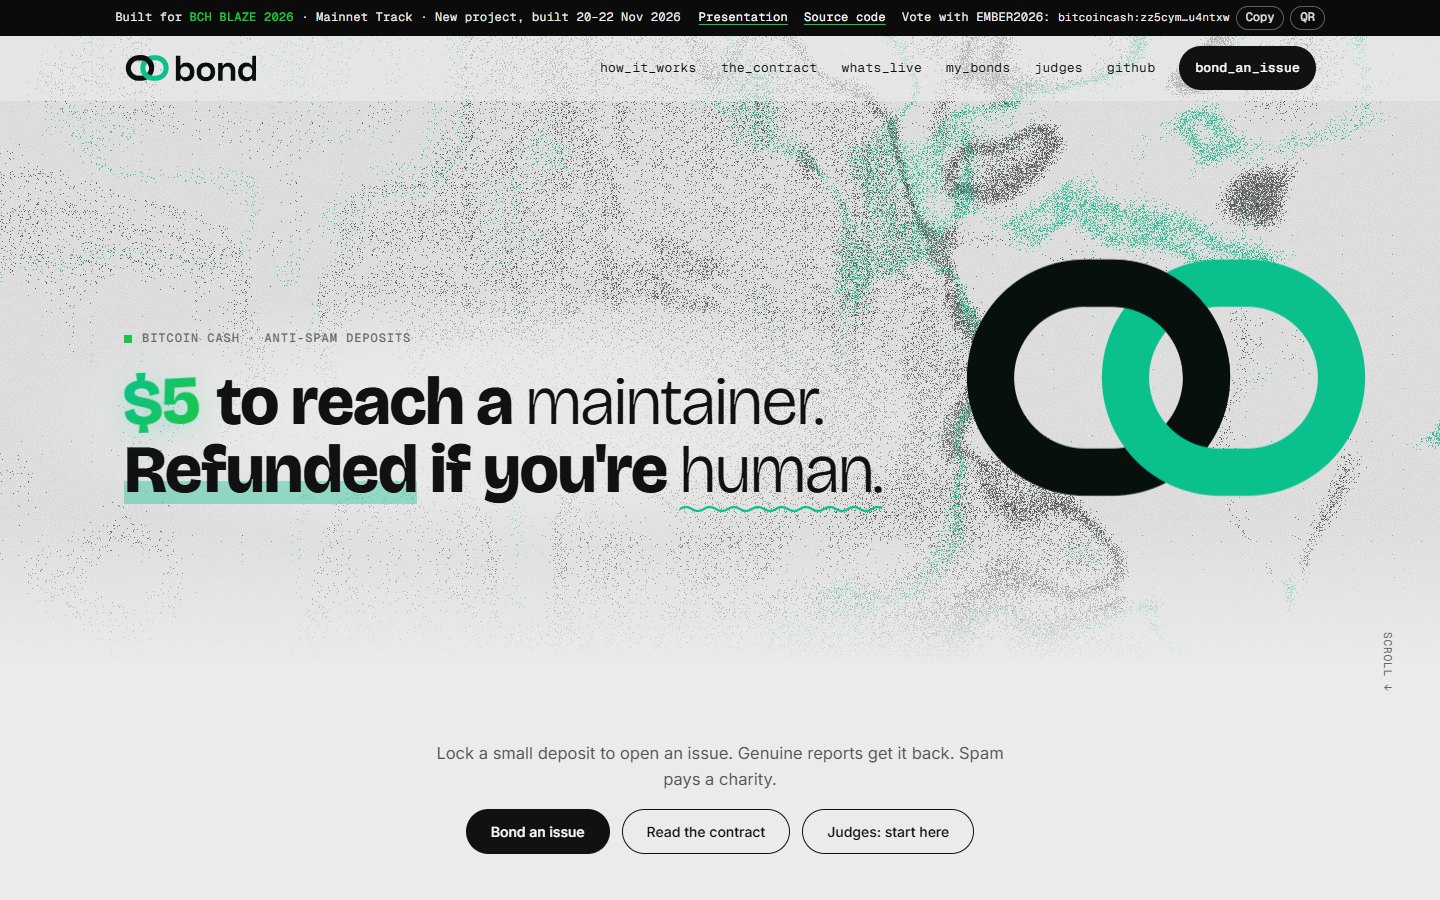 Built for BCH BLAZE 2026 · Mainnet Track · New project, built 20–22 Nov 2026 Presentation Source code Vote with EMBER2026: bitcoincash:zz5cym…u4ntxw Copy QR
bond how_it_works the_contract whats_live my_bonds judges github bond_an_issue
BITCOIN CASH · ANTI-SPAM DEPOSITS
$5 to reach a maintainer.
Refunded if you're human.
SCROLL ↓
Lock a small deposit to open an issue. Genuine reports get it back. Spam
pays a charity.
Bond an issue Read the contract Judges: start here